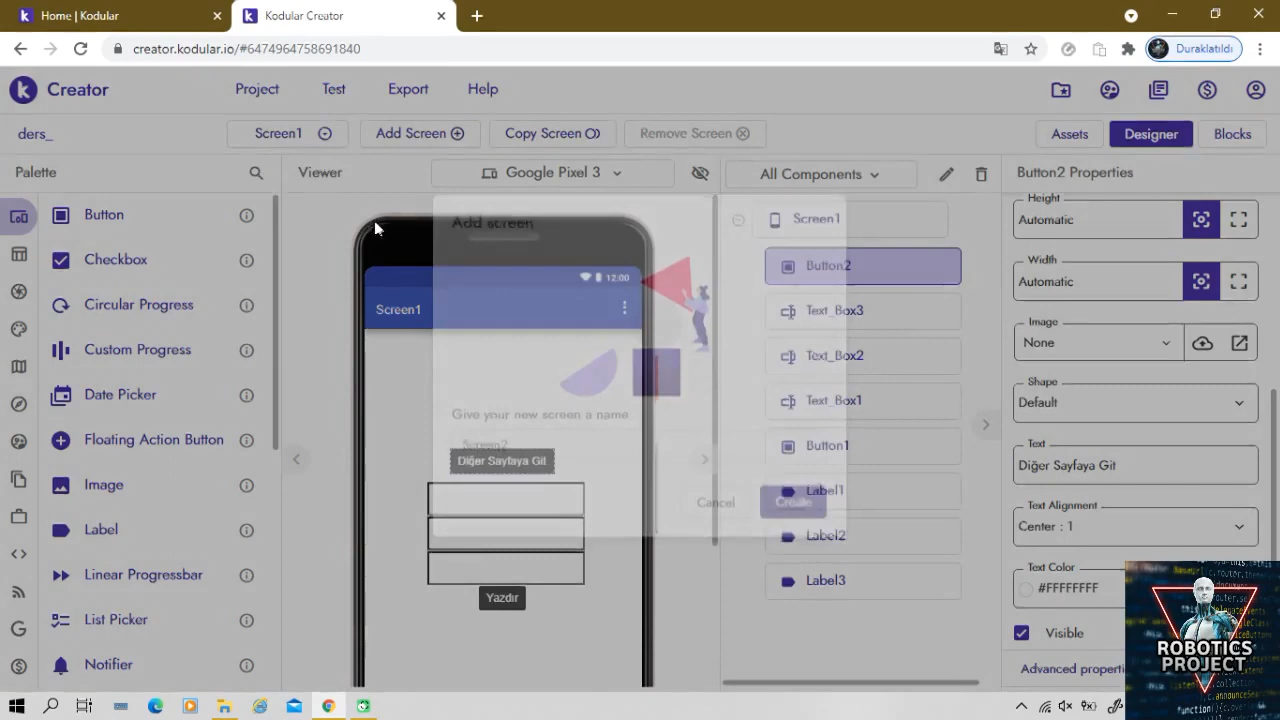 Home | Kodular
Kodular Creator
creator.kodular.io/#6474964758691840
Duraklatıldı
Creator
Project
Test
Export
Help
ders_
Screen1
Add Screen
Copy Screen
Remove Screen
Assets
Designer
Blocks
Palette
Viewer
Google Pixel 3
All Components
Button2 Properties
Button
Checkbox
Circular Progress
Custom Progress
Date Picker
Floating Action Button
Image
Label
Linear Progressbar
List Picker
Notifier
12:00
Screen1
Diğer Sayfaya Git
Yazdır
Add screen
Give your new screen a name
Screen2
Cancel
Create
Screen1
Button2
Text_Box3
Text_Box2
Text_Box1
Button1
Label1
Label2
Label3
Height
Automatic
Width
Automatic
Image
None
Shape
Default
Text
Diğer Sayfaya Git
Text Alignment
Center : 1
Text Color
#FFFFFFFF
Visible
Advanced properti
ROBOTICS
PROJECT